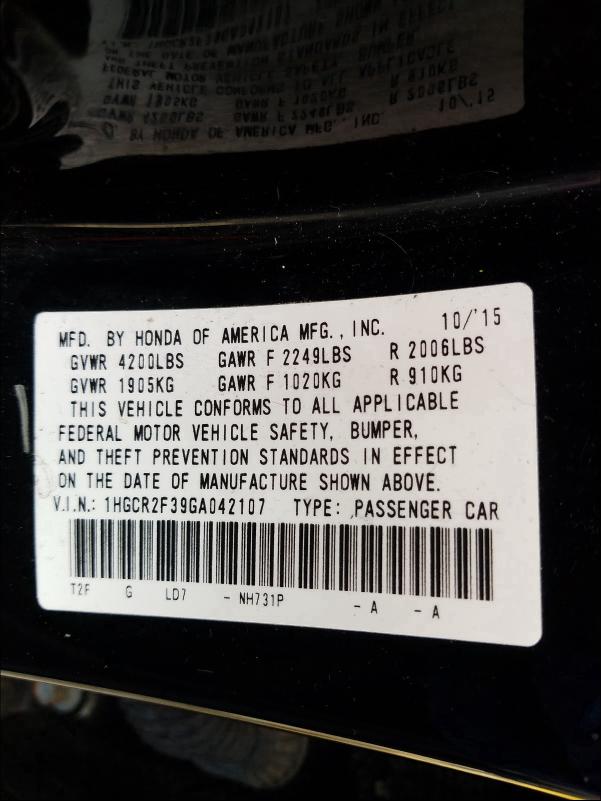 MFD. BY HONDA OF AMERICA MFG., INC. 10/'15
GVWR 4200LBS GAWR F 2249LBS R 2006LBS
GVWR 1905KG GAWR F 1020KG R 910KG
THIS VEHICLE CONFORMS TO ALL APPLICABLE
FEDERAL MOTOR VEHICLE SAFETY, BUMPER,
AND THEFT PREVENTION STANDARDS IN EFFECT
ON THE DATE OF MANUFACTURE SHOWN ABOVE.
V.I.N.: 1HGCR2F39GA042107 TYPE: PASSENGER CAR
T2F G LD7 - NH731P - A - A